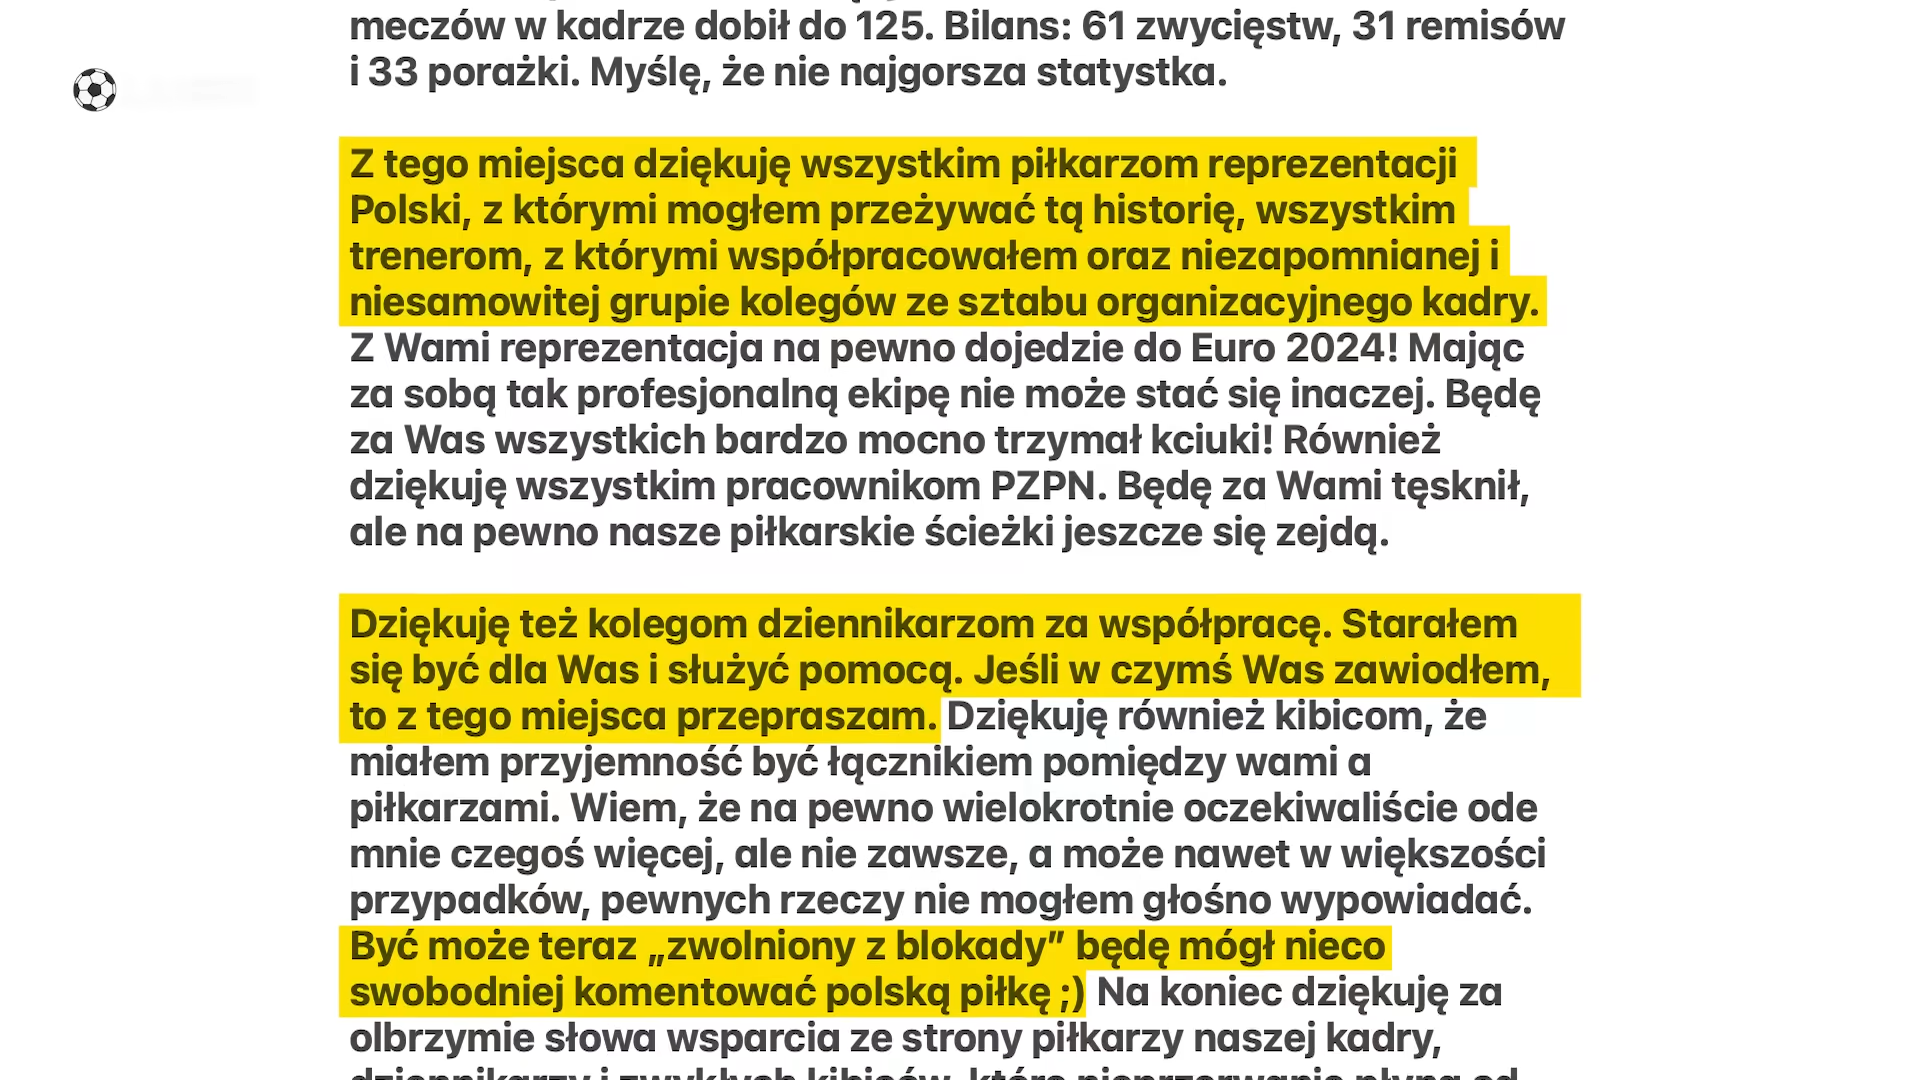 meczów w kadrze dobił do 125. Bilans: 61 zwycięstw, 31 remisów
i 33 porażki. Myślę, że nie najgorsza statystka.
Z tego miejsca dziękuję wszystkim piłkarzom reprezentacji
Polski, z którymi mogłem przeżywać tą historię, wszystkim
trenerom, z którymi współpracowałem oraz niezapomnianej i
niesamowitej grupie kolegów ze sztabu organizacyjnego kadry.
Z Wami reprezentacja na pewno dojedzie do Euro 2024! Mając
za sobą tak profesjonalną ekipę nie może stać się inaczej. Będę
za Was wszystkich bardzo mocno trzymał kciuki! Również
dziękuję wszystkim pracownikom PZPN. Będę za Wami tęsknił,
ale na pewno nasze piłkarskie ścieżki jeszcze się zejdą.
Dziękuję też kolegom dziennikarzom za współpracę. Starałem
się być dla Was i służyć pomocą. Jeśli w czymś Was zawiodłem,
to z tego miejsca przepraszam. Dziękuję również kibicom, że
miałem przyjemność być łącznikiem pomiędzy wami a
piłkarzami. Wiem, że na pewno wielokrotnie oczekiwaliście ode
mnie czegoś więcej, ale nie zawsze, a może nawet w większości
przypadków, pewnych rzeczy nie mogłem głośno wypowiadać.
Być może teraz „zwolniony z blokady” będę mógł nieco
swobodniej komentować polską piłkę ;) Na koniec dziękuję za
olbrzymie słowa wsparcia ze strony piłkarzy naszej kadry,
dziennikarzy i zwykłych kibiców, które nieprzerwanie płyną od